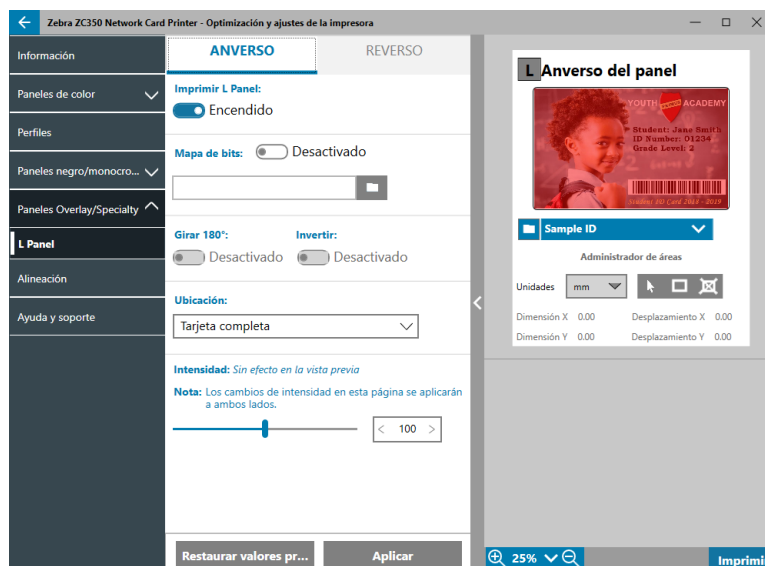 Zebra ZC350 Network Card Printer - Optimización y ajustes de la impresora
Información
Paneles de color
Perfiles
Paneles negro/monocro...
Paneles Overlay/Specialty
L Panel
Alineación
Ayuda y soporte
ANVERSO
REVERSO
Imprimir L Panel:
Encendido
Mapa de bits:
Desactivado
Girar 180°:
Invertir:
Desactivado
Desactivado
Ubicación:
Tarjeta completa
Intensidad: Sin efecto en la vista previa
Nota: Los cambios de intensidad en esta página se aplicarán
a ambos lados.
< 100 >
Restaurar valores pr...
Aplicar
L Anverso del panel
YOUTH
ACADEMY
Student: Jane Smith
ID Number: 01234
Grade Level: 2
Student ID Card 2018 - 2019
Sample ID
Administrador de áreas
Unidades
mm
Dimensión X 0.00
Desplazamiento X 0.00
Dimensión Y 0.00
Desplazamiento Y 0.00
25%
Imprimi